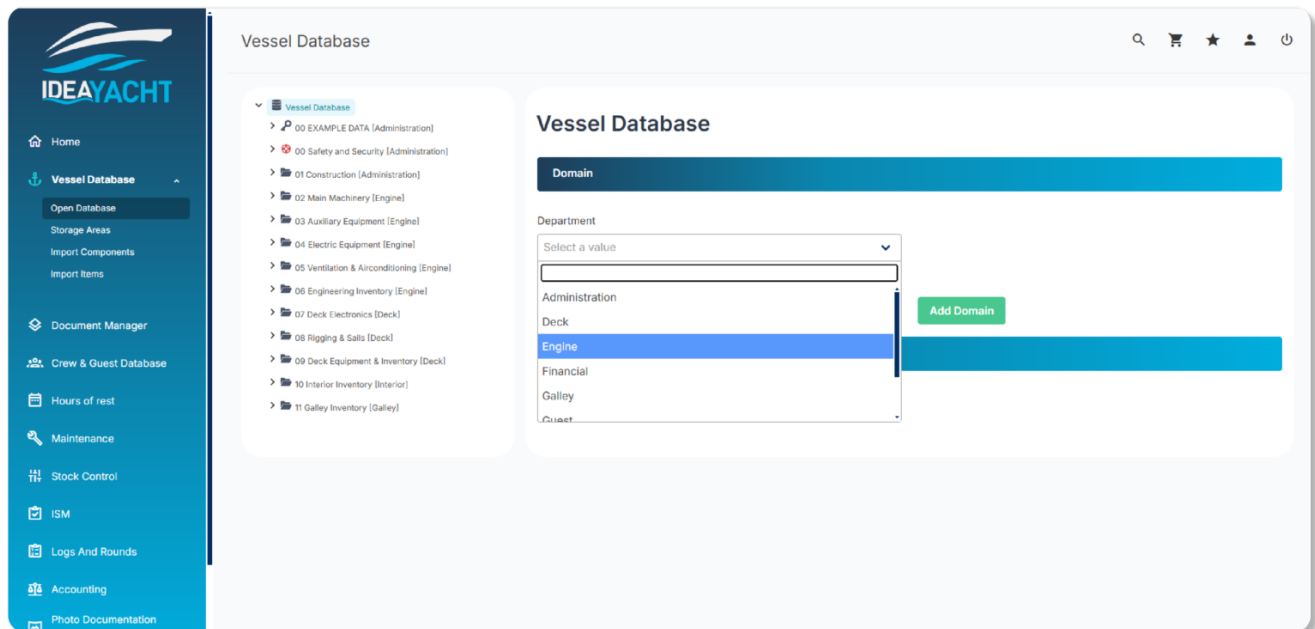 IDEAYACHT
Home
Vessel Database
Open Database
Storage Areas
Import Components
Import Items
Document Manager
Crew & Guest Database
Hours of rest
Maintenance
Stock Control
ISM
Logs And Rounds
Accounting
Photo Documentation
Vessel Database
Vessel Database
00 EXAMPLE DATA [Administration]
00 Safety and Security [Administration]
01 Construction [Administration]
02 Main Machinery [Engine]
03 Auxiliary Equipment [Engine]
04 Electric Equipment [Engine]
05 Ventilation & Airconditioning [Engine]
06 Engineering Inventory [Engine]
07 Deck Electronics [Deck]
08 Rigging & Sails [Deck]
09 Deck Equipment & Inventory [Deck]
10 Interior Inventory [Interior]
11 Galley Inventory [Galley]
Vessel Database
Domain
Department
Select a value
Administration
Deck
Engine
Financial
Galley
Guest
Add Domain